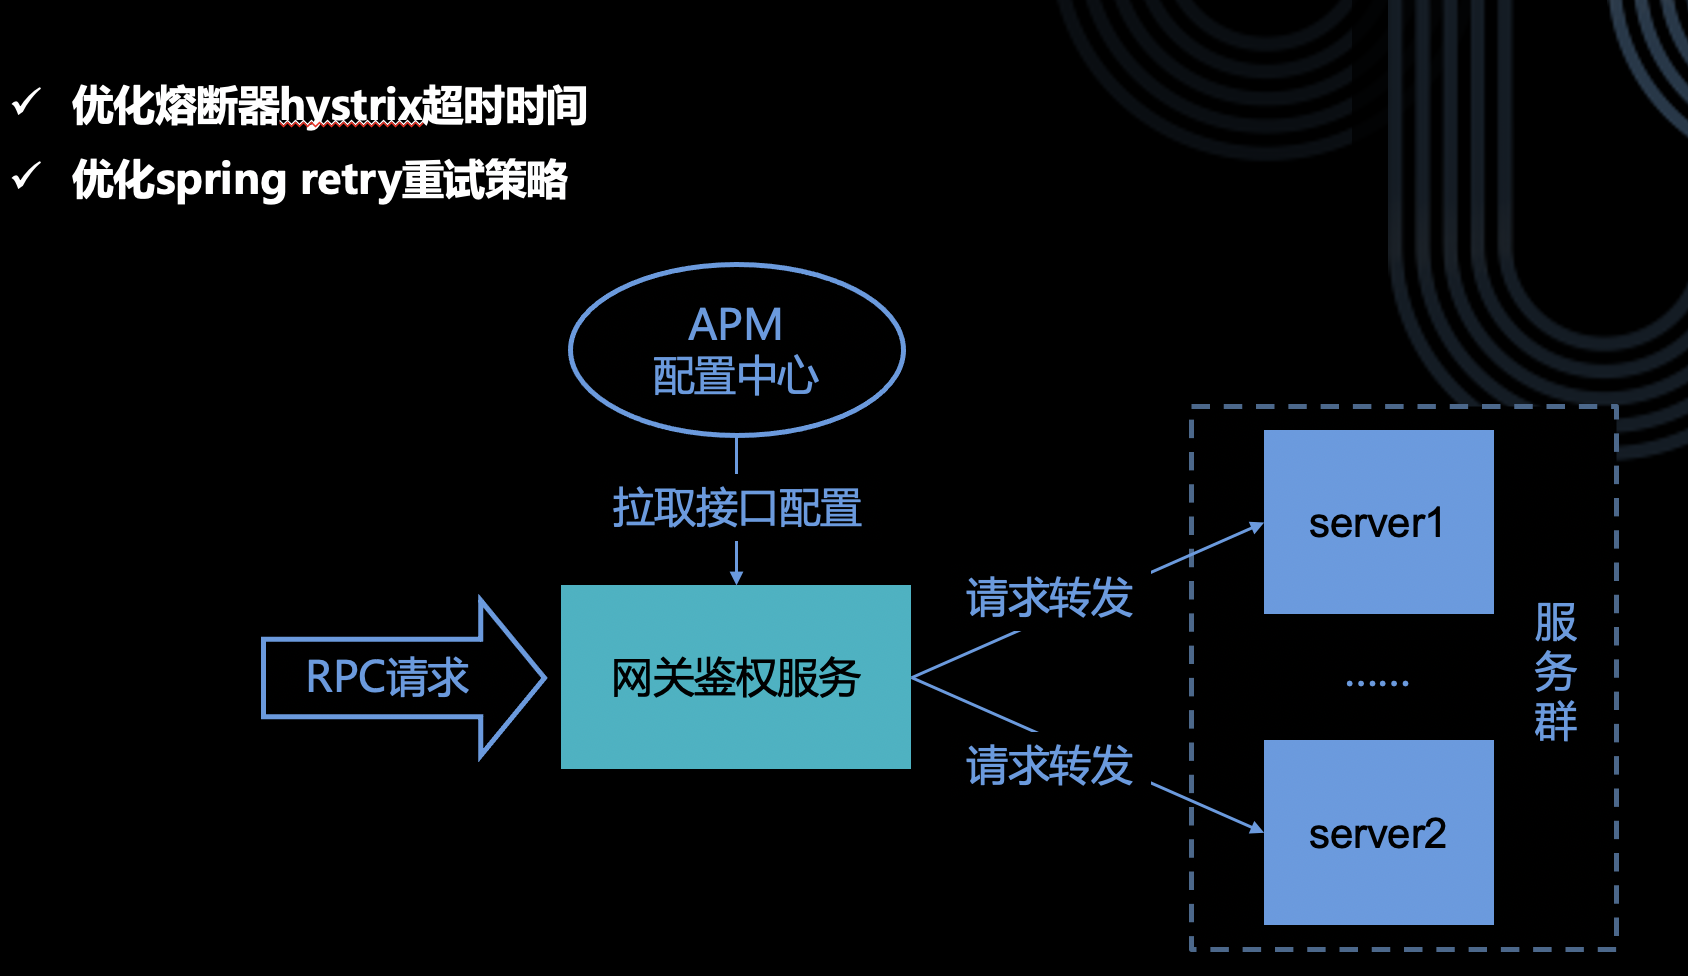 优化熔断器hystrix超时时间
优化spring retry重试策略
APM
配置中心
拉取接口配置
RPC请求
网关鉴权服务
请求转发
请求转发
server1
……
server2
服务群